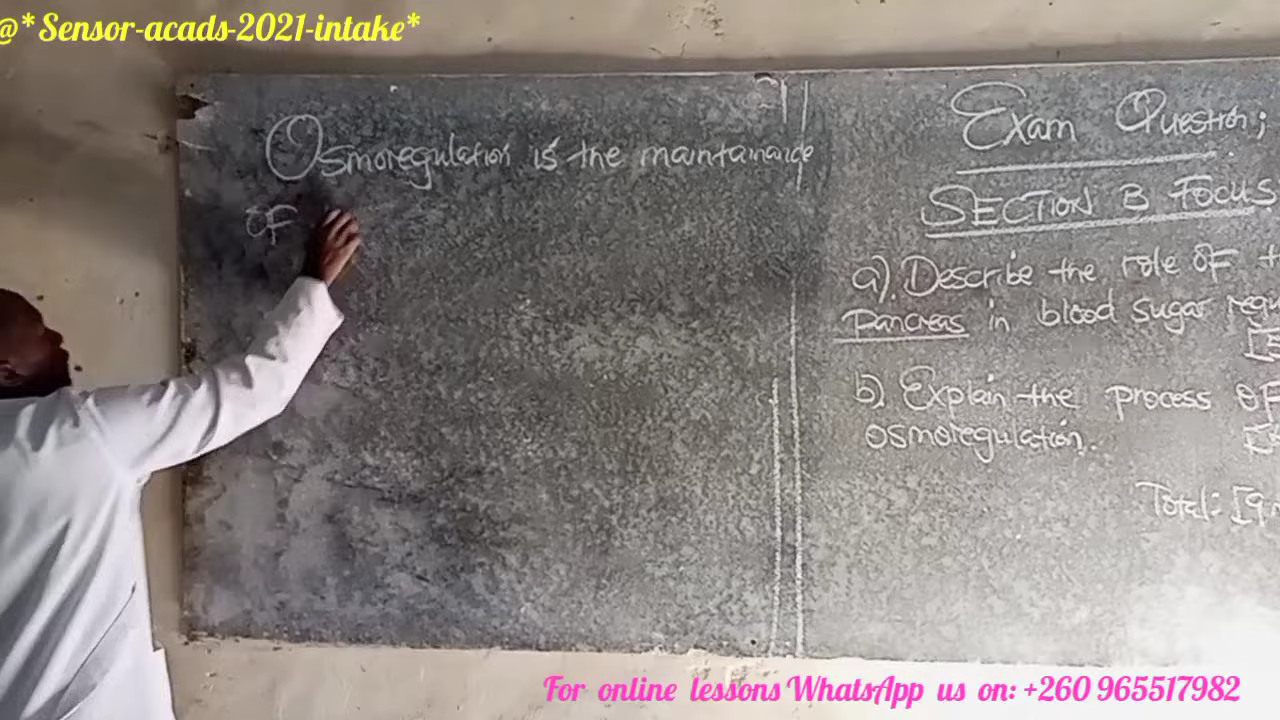 @*Sensor-acads-2021-intake*
Osmoregulation is the maintainance
OF
Exam Question;
SECTION B FOCUS
a). Describe the role OF
pancreas in blood sugar
b) Explain the process OF
osmoregulation.
Total: [9
For online lessons WhatsApp us on: +260 965517982